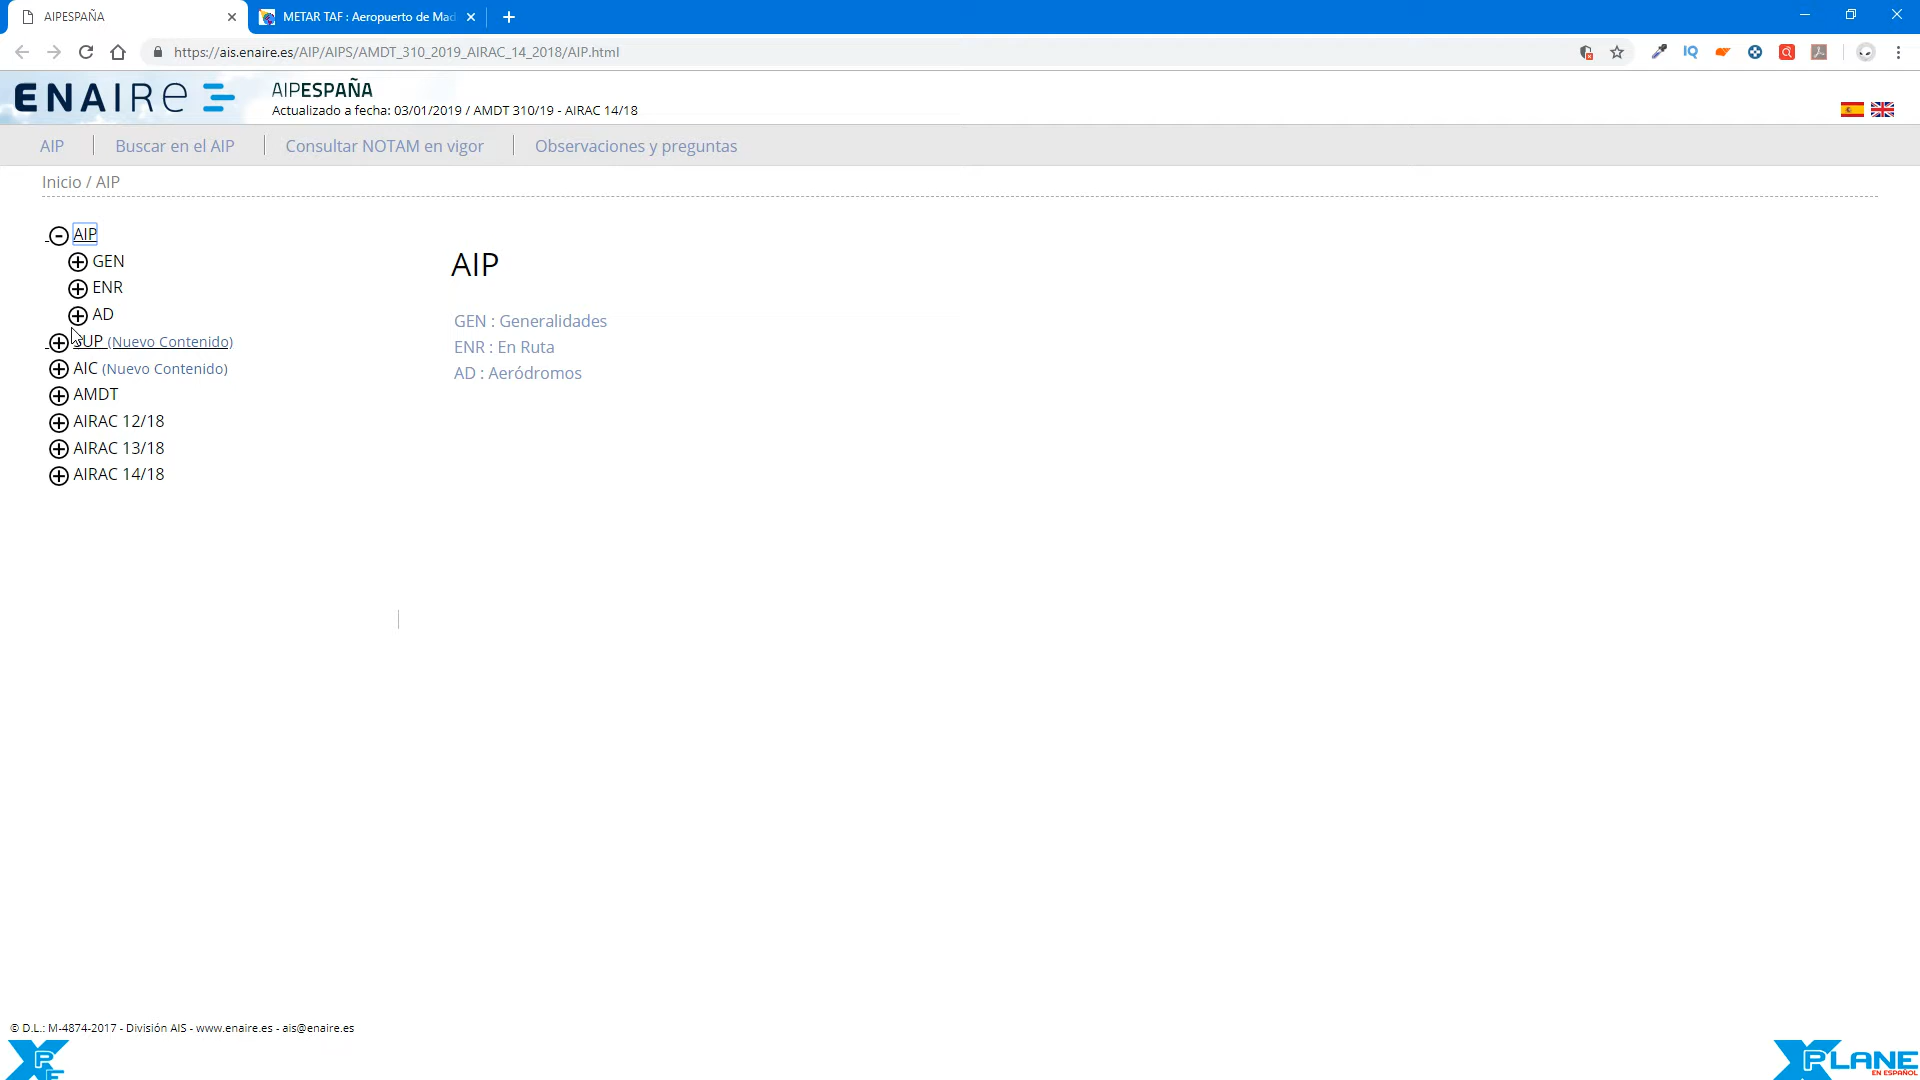 AIPESPAÑA
METAR TAF : Aeropuerto de Mad
https://ais.enaire.es/AIP/AIPS/AMDT_310_2019_AIRAC_14_2018/AIP.html
IQ
ENAIRE
AIPESPAÑA
Actualizado a fecha: 03/01/2019 / AMDT 310/19 - AIRAC 14/18
AIP
Buscar en el AIP
Consultar NOTAM en vigor
Observaciones y preguntas
Inicio / AIP
AIP
GEN
ENR
AD
SUP (Nuevo Contenido)
AIC (Nuevo Contenido)
AMDT
AIRAC 12/18
AIRAC 13/18
AIRAC 14/18
AIP
GEN : Generalidades
ENR : En Ruta
AD : Aeródromos
© D.L.: M-4874-2017 - División AIS - www.enaire.es - ais@enaire.es
XPE
XPLANE
EN ESPAÑOL